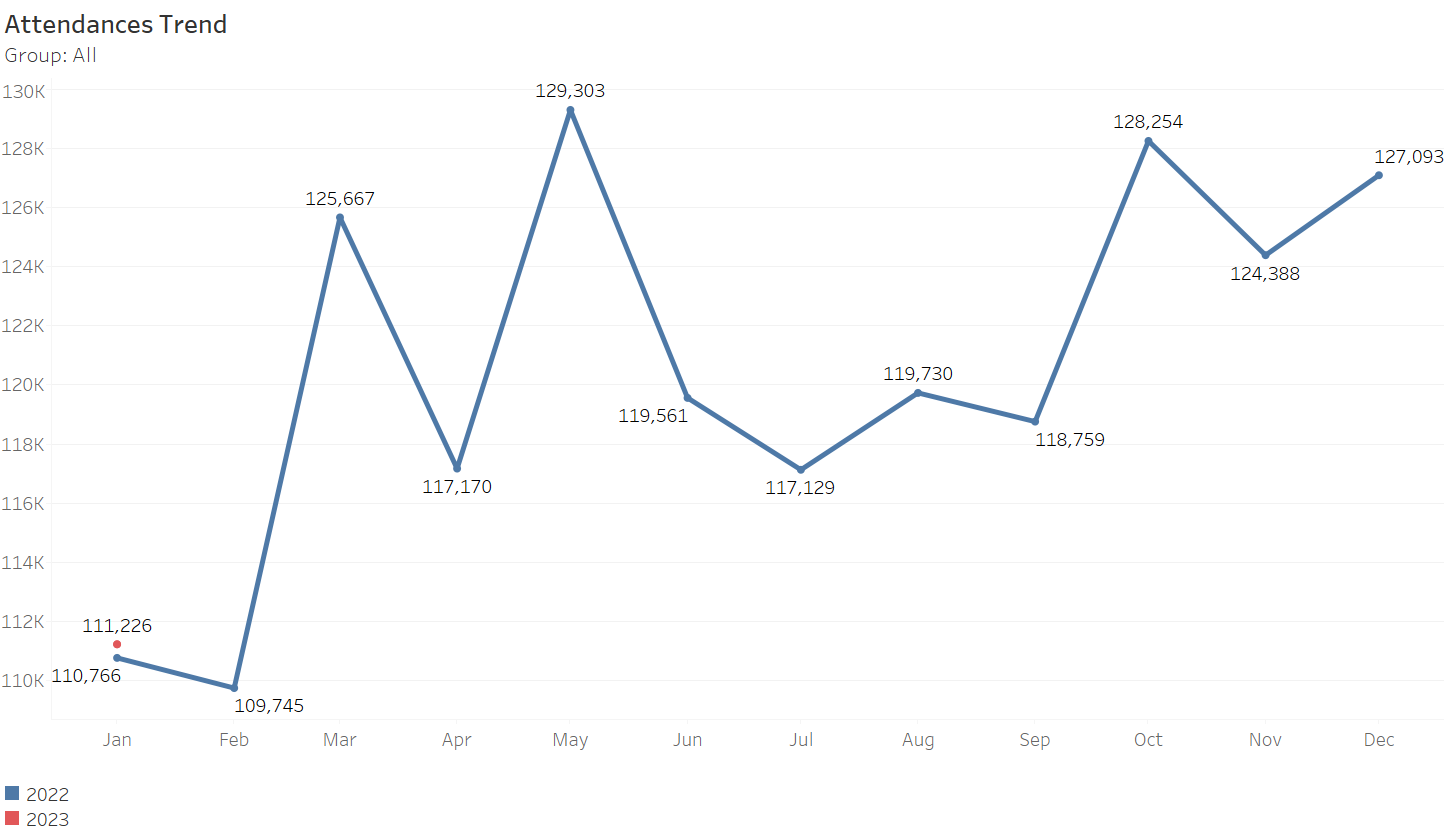 Attendances Trend
Group: All
130K
129,303
128K
128,254
127,093
126K
125,667
124K
124,388
122K
120K
119,730
119,561
118K
118,759
117,170
117,129
116K
114K
112K
111,226
110K
110,766
109,745
Jan Feb Mar Apr May Jun Jul Aug Sep Oct Nov Dec
2022
2023